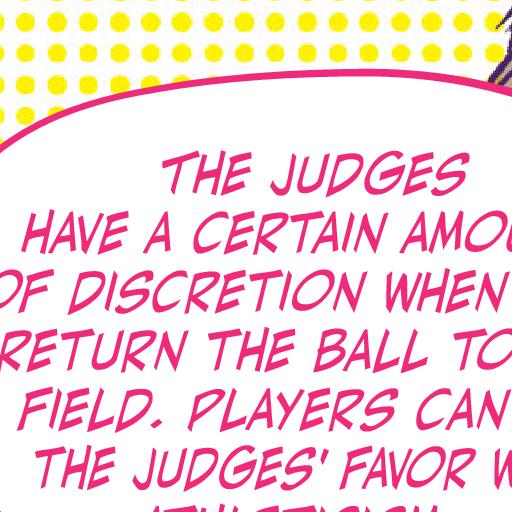 THE JUDGES
HAVE A CERTAIN
OF DISCRETION WHEN
RETURN THE BALL TO
FIELD. PLAYERS CAN
THE JUDGES' FAVOR